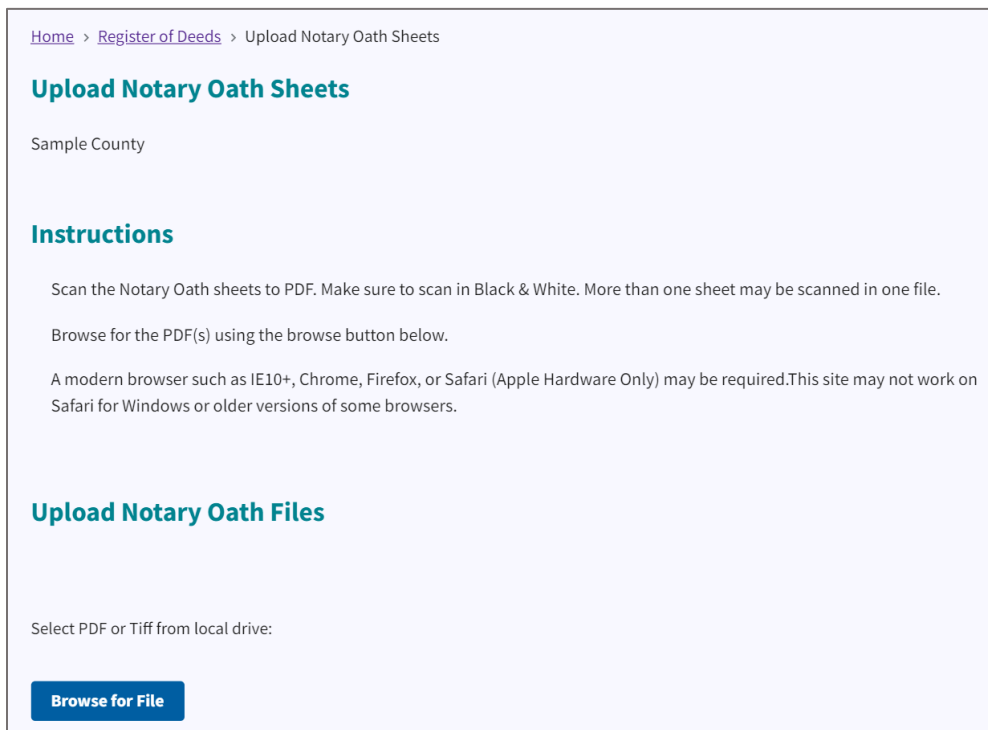 Home > Register of Deeds > Upload Notary Oath Sheets
Upload Notary Oath Sheets
Sample County
Instructions
Scan the Notary Oath sheets to PDF. Make sure to scan in Black & White. More than one sheet may be scanned in one file.
Browse for the PDF(s) using the browse button below.
A modern browser such as IE10+, Chrome, Firefox, or Safari (Apple Hardware Only) may be required.This site may not work on
Safari for Windows or older versions of some browsers.
Upload Notary Oath Files
Select PDF or Tiff from local drive:
Browse for File